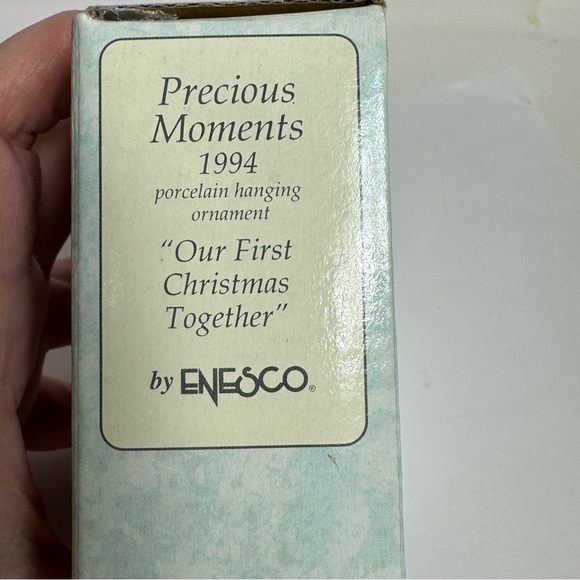 Precious
Moments
1994
porcelain hanging
ornament
"Our First
Christmas
Together"
by ENESCO®